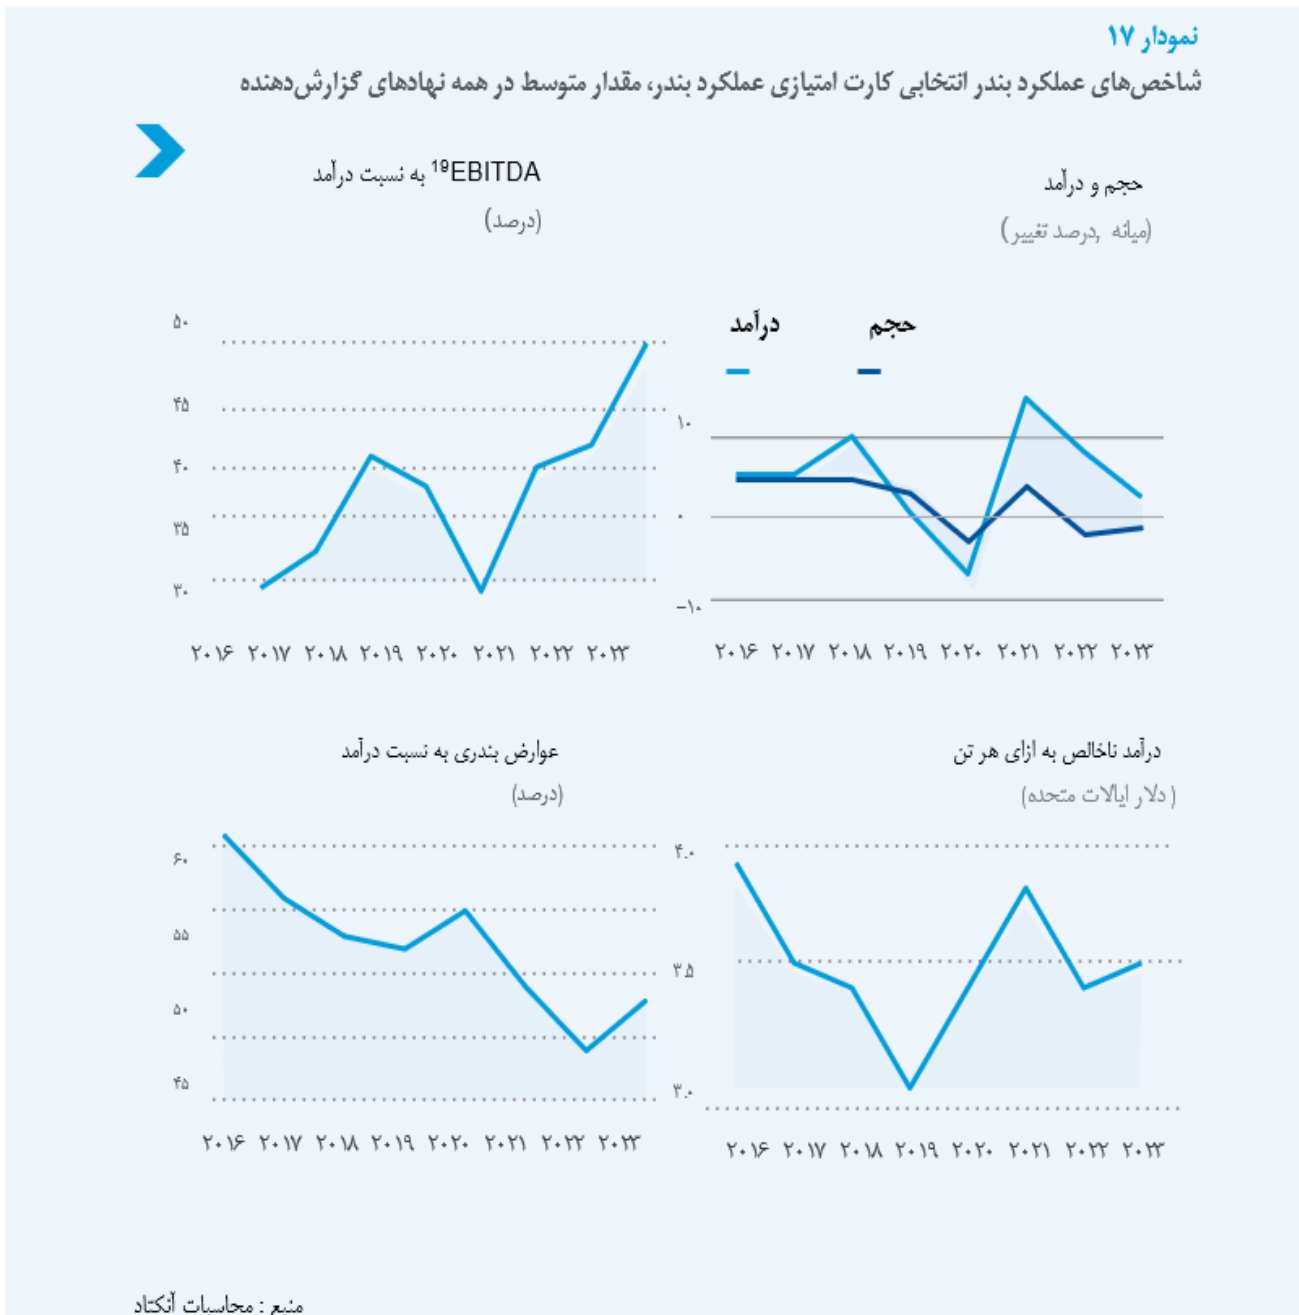 نمودار ۱۷
شاخص‌های عملکرد بندر انتخابی کارت امتیازی عملکرد بندر، مقدار متوسط در همه نهادهای گزارش‌دهنده
حجم و درآمد
(میانه ,درصد تغییر)
درآمد حجم
۱۰
۰
−۱۰
۲۰۱۶ ۲۰۱۷ ۲۰۱۸ ۲۰۱۹ ۲۰۲۰ ۲۰۲۱ ۲۰۲۲ ۲۰۲۳
¹⁹EBITDA به نسبت درآمد
(درصد)
۵۰
۴۵
۴۰
۳۵
۳۰
۲۰۱۶ ۲۰۱۷ ۲۰۱۸ ۲۰۱۹ ۲۰۲۰ ۲۰۲۱ ۲۰۲۲ ۲۰۲۳
درآمد ناخالص به ازای هر تن
(دلار ایالات متحده)
۴.۰
۳.۵
۳.۰
۲۰۱۶ ۲۰۱۷ ۲۰۱۸ ۲۰۱۹ ۲۰۲۰ ۲۰۲۱ ۲۰۲۲ ۲۰۲۳
عوارض بندری به نسبت درآمد
(درصد)
۶۰
۵۵
۵۰
۴۵
۲۰۱۶ ۲۰۱۷ ۲۰۱۸ ۲۰۱۹ ۲۰۲۰ ۲۰۲۱ ۲۰۲۲ ۲۰۲۳
منبع : محاسبات آنکتاد